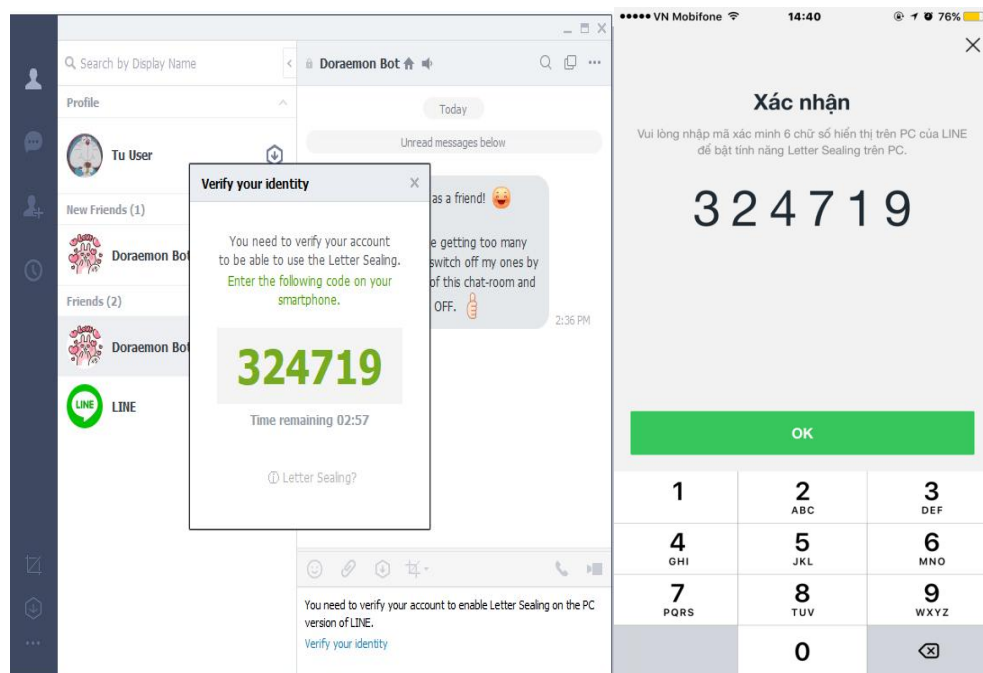 Search by Display Name
Profile
Tu User
New Friends (1)
Doraemon Bot
Friends (2)
Doraemon Bot
LINE
LINE
Doraemon Bot
Today
Unread messages below
as a friend!
e getting too many
switch off my ones by
of this chat-room and
OFF.
2:36 PM
Verify your identity
You need to verify your account
to be able to use the Letter Sealing.
Enter the following code on your
smartphone.
324719
Time remaining 02:57
Letter Sealing?
You need to verify your account to enable Letter Sealing on the PC
version of LINE.
Verify your identity
VN Mobifone 14:40 76%
Xác nhận
Vui lòng nhập mã xác minh 6 chữ số hiển thị trên PC của LINE
để bật tính năng Letter Sealing trên PC.
324719
OK
1 2 3
ABC DEF
4 5 6
GHI JKL MNO
7 8 9
PQRS TUV WXYZ
0